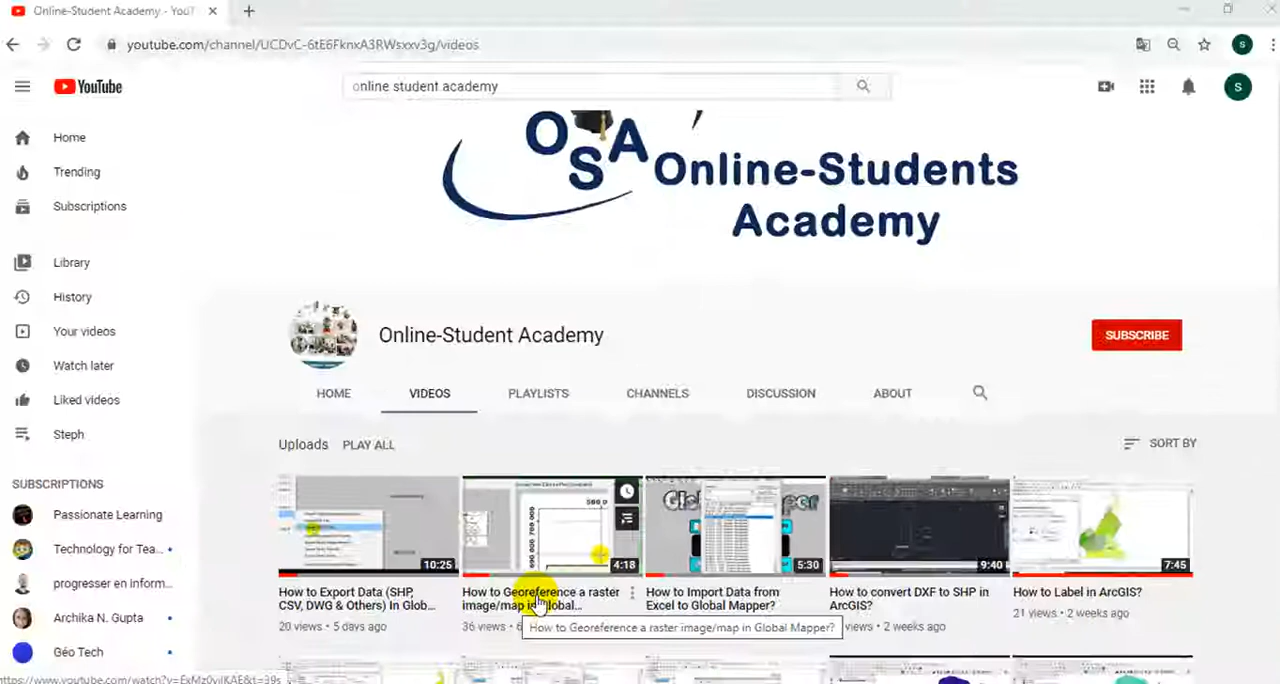 Online-Student Academy - YouT
youtube.com/channel/UCDvC-6tE6FknxA3RWsxxv3g/videos
S
YouTube
online student academy
S
Home
Trending
Subscriptions
Library
History
Your videos
Watch later
Liked videos
Steph
SUBSCRIPTIONS
Passionate Learning
Technology for Tea...
progresser en inform...
Archika N. Gupta
Géo Tech
OSA Online-Students
Academy
Online-Student Academy
SUBSCRIBE
HOME VIDEOS PLAYLISTS CHANNELS DISCUSSION ABOUT
Uploads PLAY ALL SORT BY
10:25
4:18
5:30
9:40
7:45
How to Export Data (SHP,
CSV, DWG & Others) in Glob...
20 views • 5 days ago
How to Georeference a raster
image/map in Global...
36 views • 6
How to Georeference a raster image/map in Global Mapper?
How to Import Data from
Excel to Global Mapper?
How to convert DXF to SHP in
ArcGIS?
views • 2 weeks ago
How to Label in ArcGIS?
21 views • 2 weeks ago